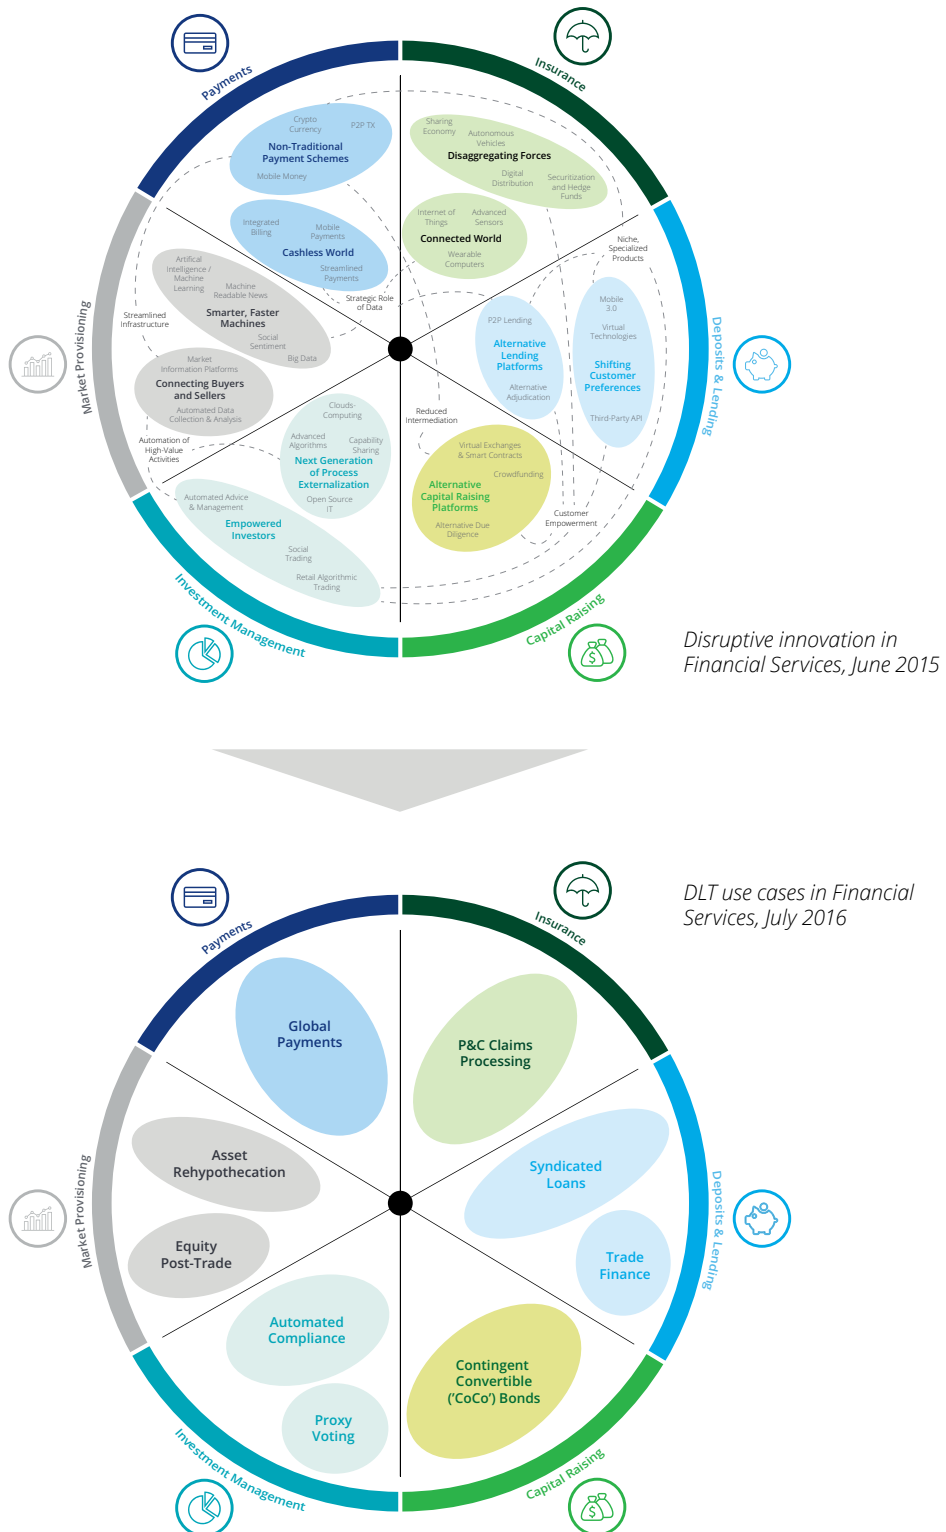 Payments
Insurance
Crypto
Currency
P2P TX
Non-Traditional
Payment Schemes
Mobile Money
Sharing
Economy
Autonomous
Vehicles
Disaggregating Forces
Digital
Distribution
Securitization
and Hedge
Funds
Integrated
Billing
Mobile
Payments
Cashless World
Streamlined
Payments
Internet of
Things
Advanced
Sensors
Connected World
Wearable
Computers
Niche,
Specialized
Products
Artifical
Intelligence /
Machine
Learning
Machine
Readable News
Smarter, Faster
Machines
Social
Sentiment
Big Data
Strategic Role
of Data
Streamlined
Infrastructure
Market Provisioning
Market
Information Platforms
Connecting Buyers
and Sellers
Automated Data
Collection & Analysis
Automation of
High-Value
Activities
P2P Lending
Alternative
Lending
Platforms
Alternative
Adjudication
Mobile
3.0
Virtual
Technologies
Shifting
Customer
Preferences
Third-Party API
Deposits & Lending
Clouds-
Computing
Advanced
Algorithms
Capability
Sharing
Next Generation
of Process
Externalization
Open Source
IT
Reduced
Intermediation
Virtual Exchanges
& Smart Contracts
Crowdfunding
Alternative
Capital Raising
Platforms
Alternative Due
Diligence
Customer
Empowerment
Automated Advice
& Management
Empowered
Investors
Social
Trading
Retail Algorithmic
Trading
Investment Management
Capital Raising
$
Disruptive innovation in
Financial Services, June 2015
DLT use cases in Financial
Services, July 2016
Payments
Insurance
Global
Payments
P&C Claims
Processing
Asset
Rehypothecation
Syndicated
Loans
Market Provisioning
Equity
Post-Trade
Trade
Finance
Deposits & Lending
Automated
Compliance
Contingent
Convertible
(‘CoCo’) Bonds
Proxy
Voting
Investment Management
Capital Raising
$